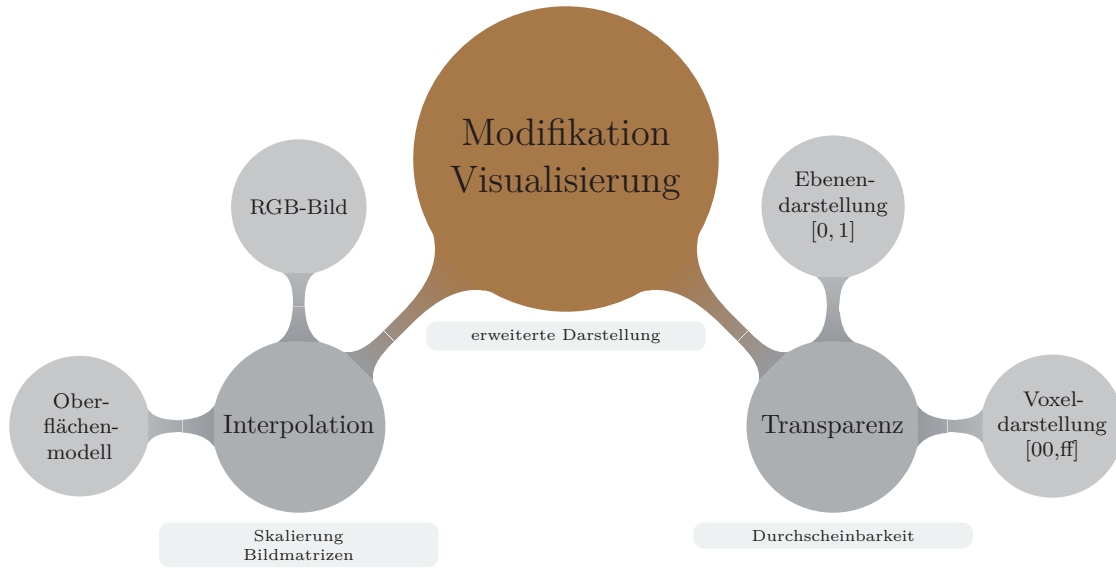 Modifikation
Visualisierung
erweiterte Darstellung
RGB-Bild
Ober-
flächen-
modell
Interpolation
Skalierung
Bildmatrizen
Ebenen-
darstellung
[0, 1]
Transparenz
Voxel-
darstellung
[00,ff]
Durchscheinbarkeit